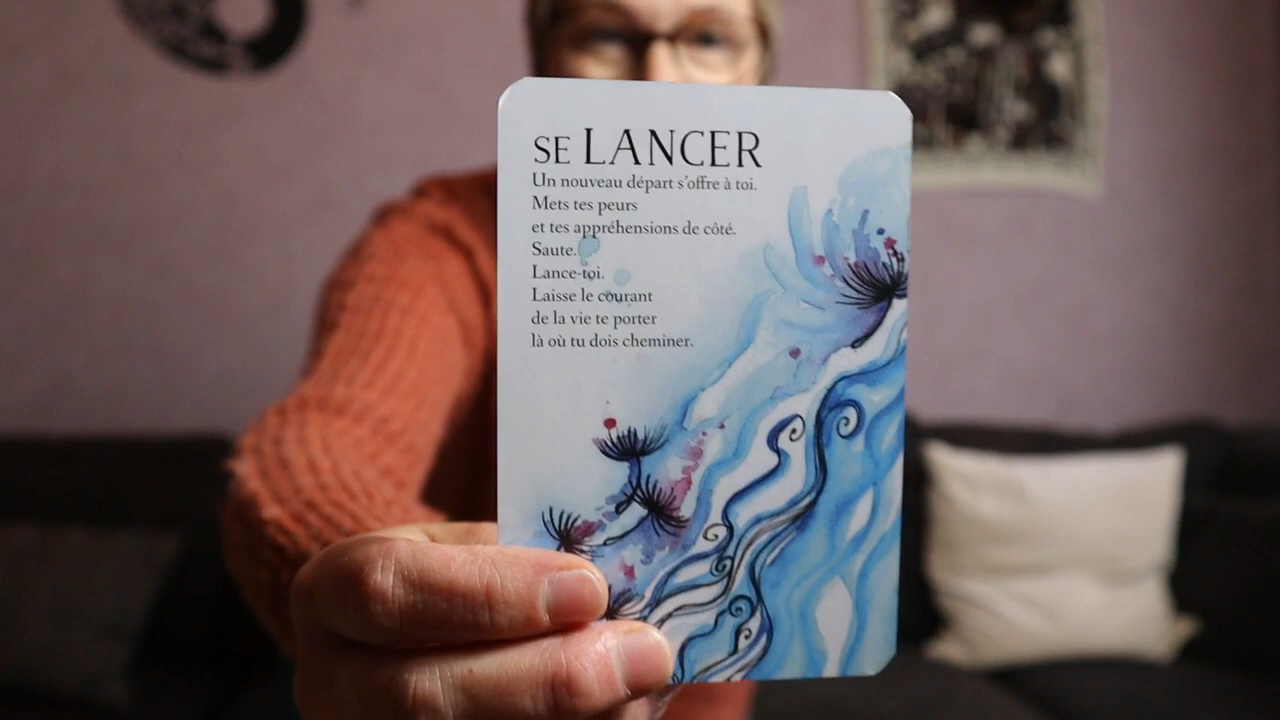 SE LANCER
Un nouveau départ s'offre à toi.
Mets tes peurs
et tes appréhensions de côté.
Saute.
Lance-toi.
Laisse le courant
de la vie te porter
là où tu dois cheminer.